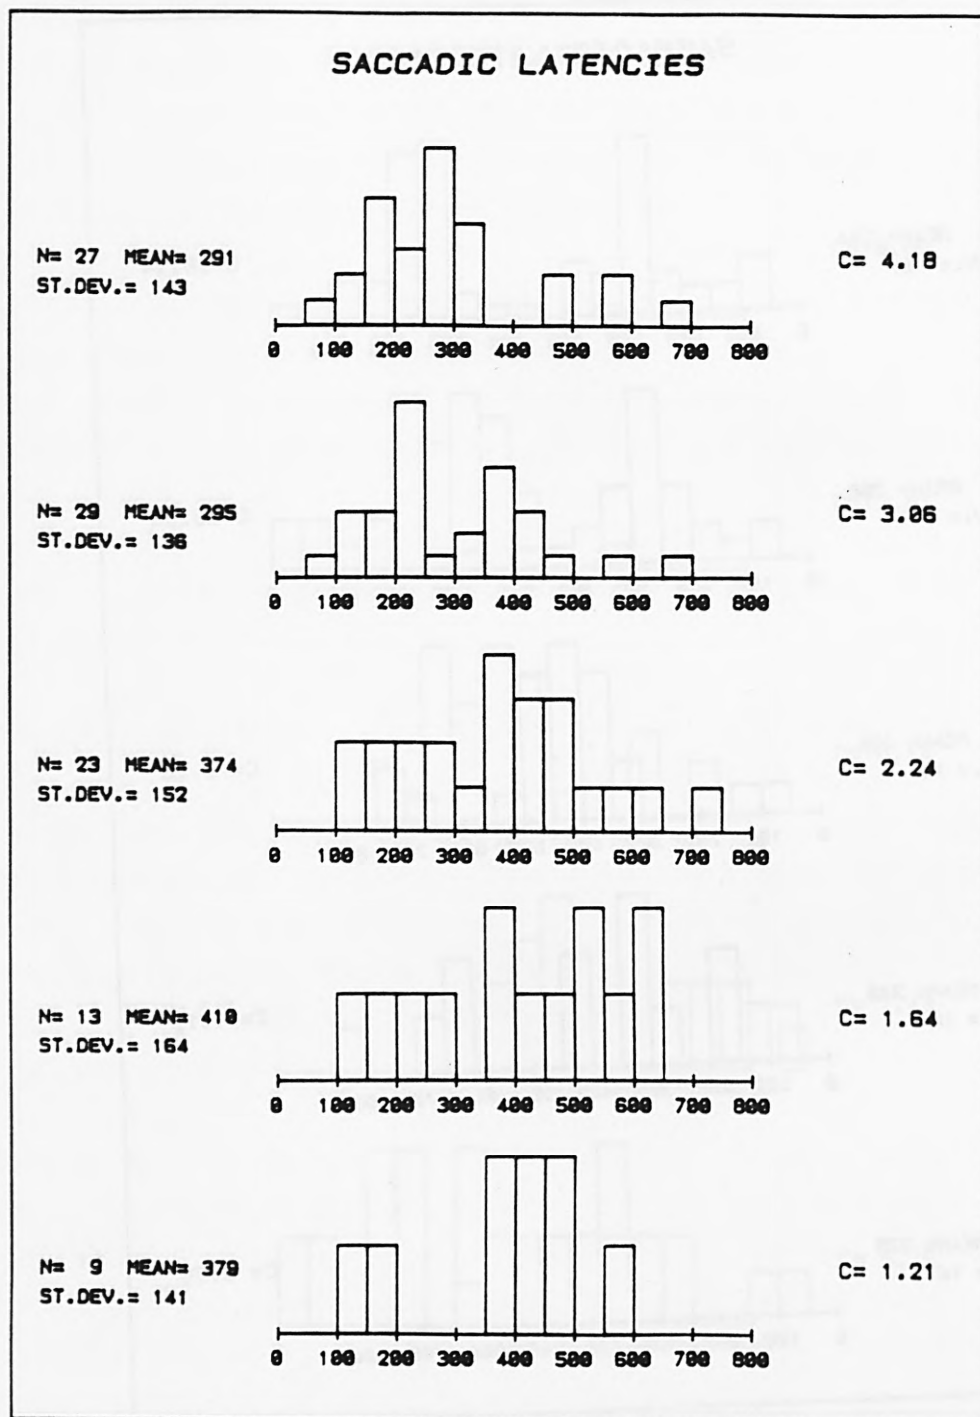 SACCADIC LATENCIES
N= 27 MEAN= 291
ST.DEV.= 143
C= 4.18
0 100 200 300 400 500 600 700 800
N= 29 MEAN= 295
ST.DEV.= 136
C= 3.06
0 100 200 300 400 500 600 700 800
N= 23 MEAN= 374
ST.DEV.= 152
C= 2.24
0 100 200 300 400 500 600 700 800
N= 13 MEAN= 410
ST.DEV.= 164
C= 1.64
0 100 200 300 400 500 600 700 800
N= 9 MEAN= 379
ST.DEV.= 141
C= 1.21
0 100 200 300 400 500 600 700 800